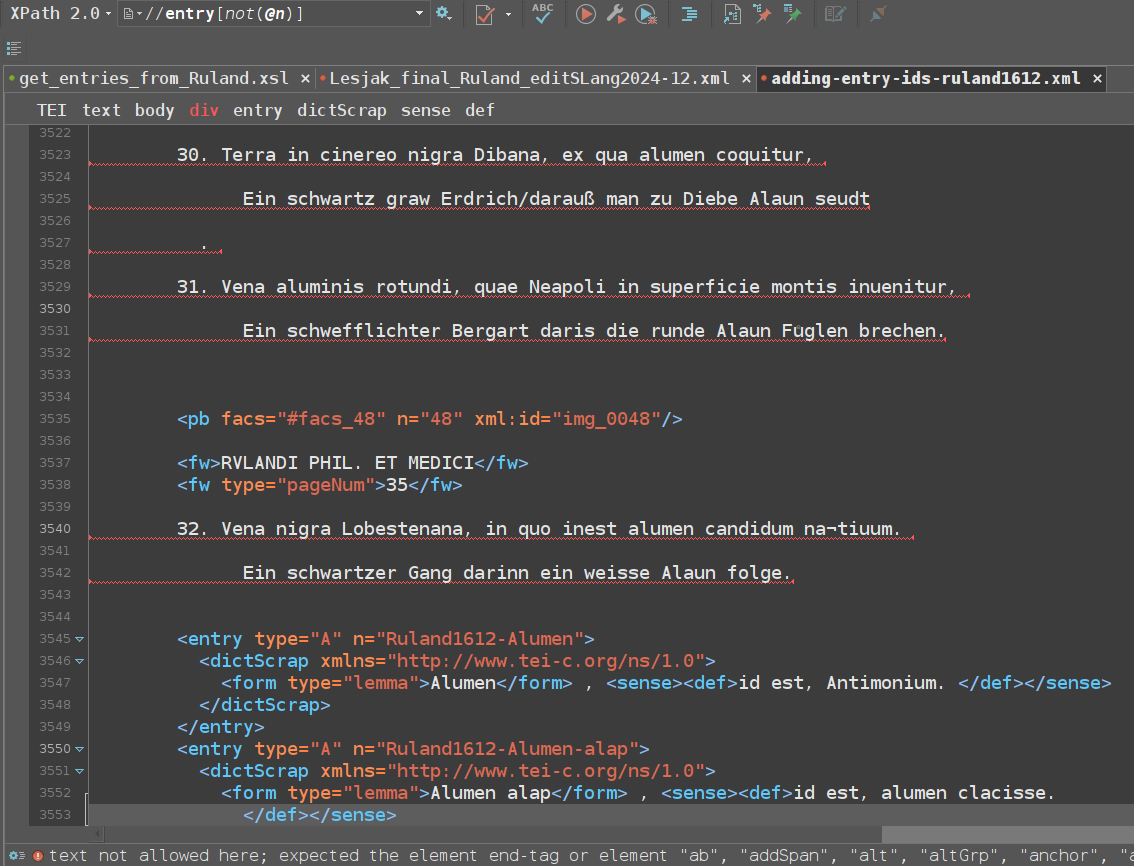 XPath 2.0 //entry[not(@n)] ABC
get_entries_from_Ruland.xsl × Lesjak_final_Ruland_editSLang2024-12.xml × adding-entry-ids-ruland1612.xml ×
TEI text body div entry dictScrap sense def
3522
3523 30. Terra in cinereo nigra Dibana, ex qua alumen coquitur,
3524
3525 Ein schwartz graw Erdrich/darauß man zu Diebe Alaun seudt
3526
3527 .
3528
3529 31. Vena aluminis rotundi, quae Neapoli in superficie montis inuenitur,
3530
3531 Ein schwefflichter Bergart daris die runde Alaun Fuglen brechen.
3532
3533
3534
3535 <pb facs="#facs_48" n="48" xml:id="img_0048"/>
3536
3537 <fw>RVLANDI PHIL. ET MEDICI</fw>
3538 <fw type="pageNum">35</fw>
3539
3540 32. Vena nigra Lobestenana, in quo inest alumen candidum na¬tiuum.
3541
3542 Ein schwartzer Gang darinn ein weisse Alaun folge.
3543
3544
3545 <entry type="A" n="Ruland1612-Alumen">
3546 <dictScrap xmlns="http://www.tei-c.org/ns/1.0">
3547 <form type="lemma">Alumen</form> , <sense><def>id est, Antimonium. </def></sense>
3548 </dictScrap>
3549 </entry>
3550 <entry type="A" n="Ruland1612-Alumen-alap">
3551 <dictScrap xmlns="http://www.tei-c.org/ns/1.0">
3552 <form type="lemma">Alumen alap</form> , <sense><def>id est, alumen clacisse.
3553 </def></sense>
text not allowed here; expected the element end-tag or element "ab", "addSpan", "alt", "altGrp", "anchor",